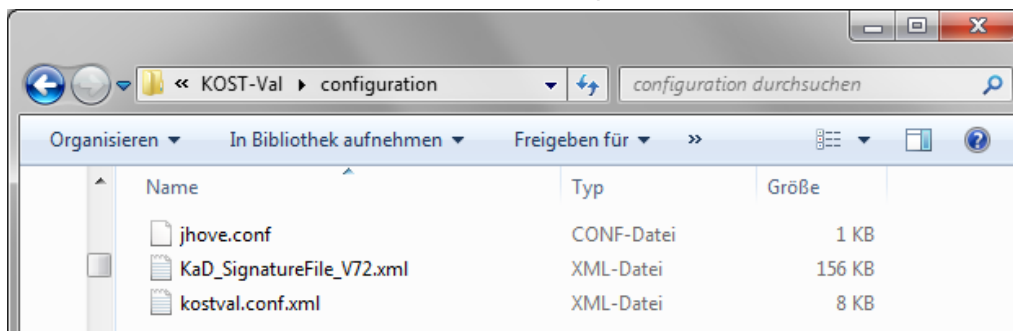 « KOST-Val ▸ configuration configuration durchsuchen
Organisieren ▾ In Bibliothek aufnehmen ▾ Freigeben für ▾ »
Name Typ Größe
jhove.conf CONF-Datei 1 KB
KaD_SignatureFile_V72.xml XML-Datei 156 KB
kostval.conf.xml XML-Datei 8 KB